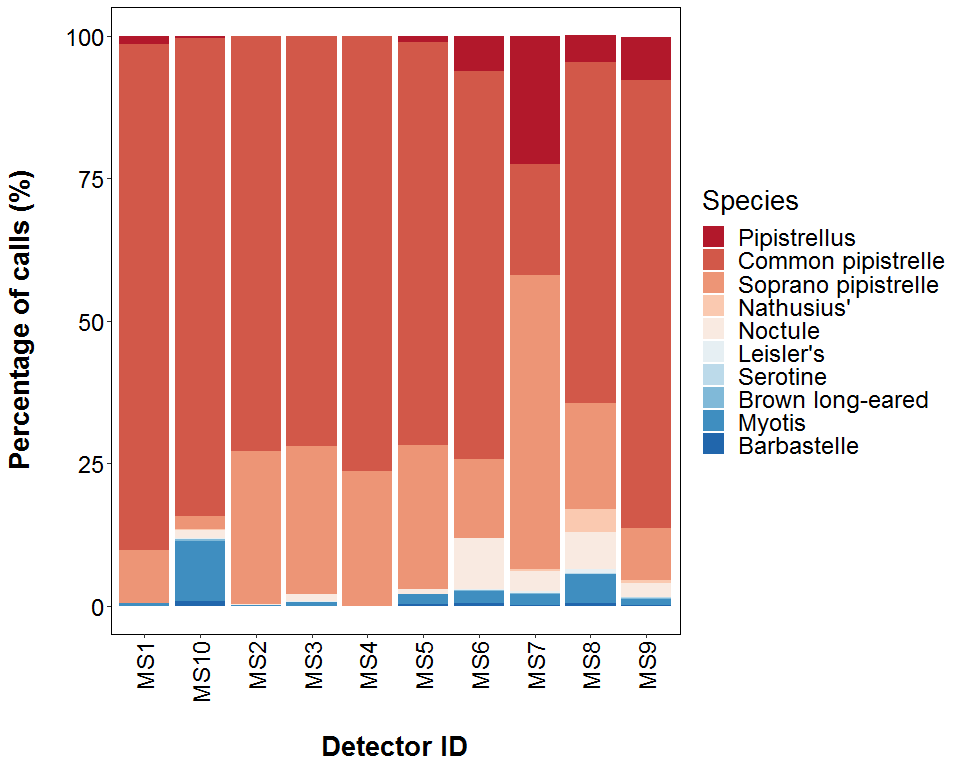 Percentage of calls (%)
100
75
50
25
0
MS1
MS10
MS2
MS3
MS4
MS5
MS6
MS7
MS8
MS9
Detector ID
Species
Pipistrellus
Common pipistrelle
Soprano pipistrelle
Nathusius'
Noctule
Leisler's
Serotine
Brown long-eared
Myotis
Barbastelle